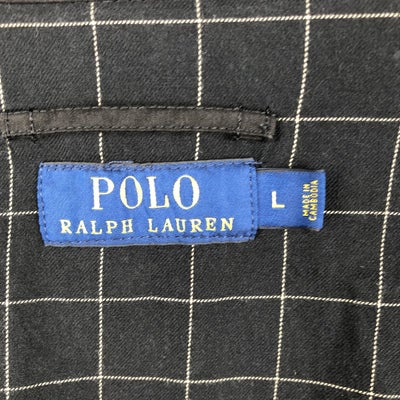 POLO
RALPH LAUREN
L
MADE IN
CAMBODIA